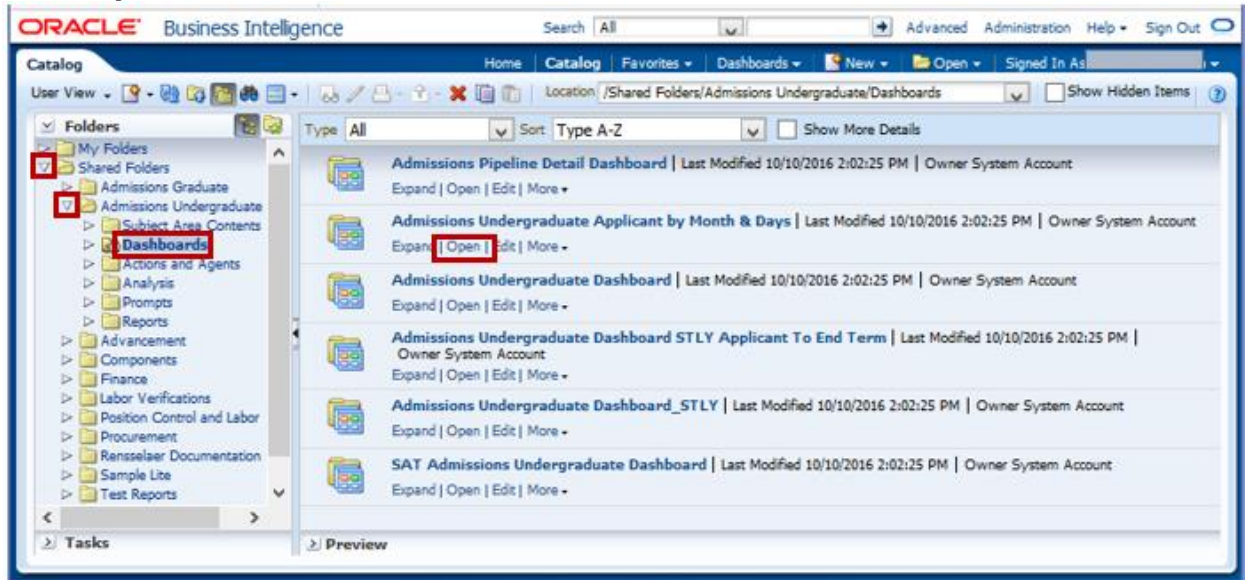 ORACLE Business Intelligence Search All Advanced Administration Help Sign Out
Catalog Home Catalog Favorites Dashboards New Open Signed In As
User View Location /Shared Folders/Admissions Undergraduate/Dashboards Show Hidden Items
Folders
My Folders
Shared Folders
Admissions Graduate
Admissions Undergraduate
Subject Area Contents
Dashboards
Actions and Agents
Analysis
Prompts
Reports
Advancement
Components
Finance
Labor Verifications
Position Control and Labor
Procurement
Rensselaer Documentation
Sample Lite
Test Reports
Tasks
Type All Sort Type A-Z Show More Details
Admissions Pipeline Detail Dashboard | Last Modified 10/10/2016 2:02:25 PM | Owner System Account
Expand | Open | Edit | More
Admissions Undergraduate Applicant by Month & Days | Last Modified 10/10/2016 2:02:25 PM | Owner System Account
Expand | Open | Edit | More
Admissions Undergraduate Dashboard | Last Modified 10/10/2016 2:02:25 PM | Owner System Account
Expand | Open | Edit | More
Admissions Undergraduate Dashboard STLY Applicant To End Term | Last Modified 10/10/2016 2:02:25 PM |
Owner System Account
Expand | Open | Edit | More
Admissions Undergraduate Dashboard_STLY | Last Modified 10/10/2016 2:02:25 PM | Owner System Account
Expand | Open | Edit | More
SAT Admissions Undergraduate Dashboard | Last Modified 10/10/2016 2:02:25 PM | Owner System Account
Expand | Open | Edit | More
Preview